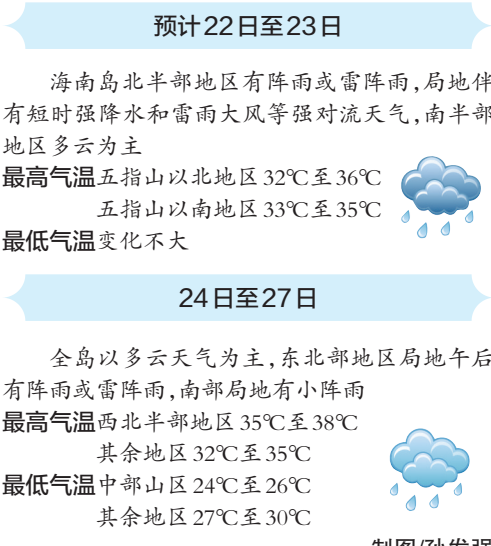 预计22日至23日
海南岛北半部地区有阵雨或雷阵雨,局地伴
有短时强降水和雷雨大风等强对流天气,南半部
地区多云为主
最高气温五指山以北地区32℃至36℃
五指山以南地区33℃至35℃
最低气温变化不大
24日至27日
全岛以多云天气为主,东北部地区局地午后
有阵雨或雷阵雨,南部局地有小阵雨
最高气温西北半部地区35℃至38℃
其余地区32℃至35℃
最低气温中部山区24℃至26℃
其余地区27℃至30℃
制图/孙发强